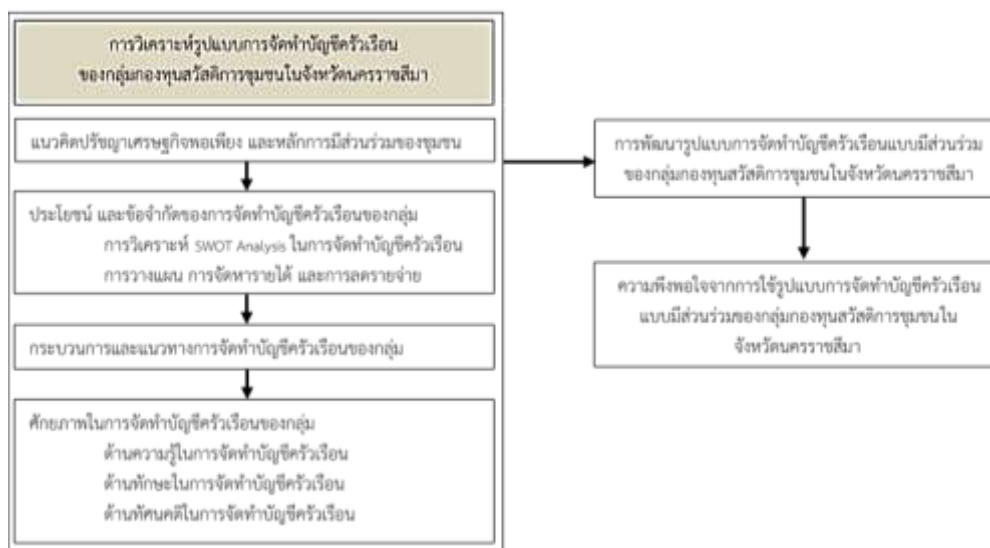 การวิเคราะห์รูปแบบการจัดทำบัญชีครัวเรือน
ของกลุ่มกองทุนสวัสดิการชุมชนในจังหวัดนครราชสีมา
แนวคิดปรัชญาเศรษฐกิจพอเพียง และหลักการมีส่วนร่วมของชุมชน
ประโยชน์ และข้อจำกัดของการจัดทำบัญชีครัวเรือนของกลุ่ม
การวิเคราะห์ SWOT Analysis ในการจัดทำบัญชีครัวเรือน
การวางแผน การจัดหารายได้ และการลดรายจ่าย
กระบวนการและแนวทางการจัดทำบัญชีครัวเรือนของกลุ่ม
ศักยภาพในการจัดทำบัญชีครัวเรือนของกลุ่ม
ด้านความรู้ในการจัดทำบัญชีครัวเรือน
ด้านทักษะในการจัดทำบัญชีครัวเรือน
ด้านทัศนคติในการจัดทำบัญชีครัวเรือน
การพัฒนารูปแบบการจัดทำบัญชีครัวเรือนแบบมีส่วนร่วม
ของกลุ่มกองทุนสวัสดิการชุมชนในจังหวัดนครราชสีมา
ความพึงพอใจจากการใช้รูปแบบการจัดทำบัญชีครัวเรือน
แบบมีส่วนร่วมของกลุ่มกองทุนสวัสดิการชุมชนใน
จังหวัดนครราชสีมา